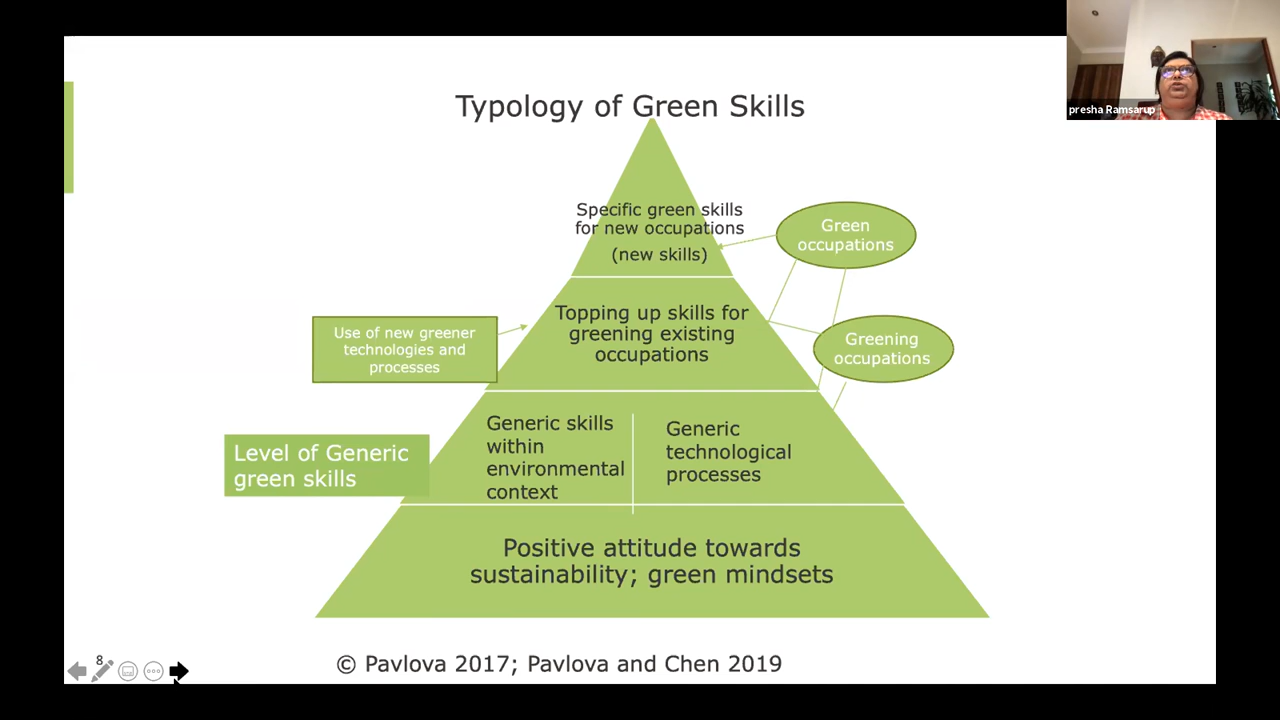 presha Ramsarup
Typology of Green Skills
Specific green skills
for new occupations
(new skills)
Green
occupations
Use of new greener
technologies and
processes
Topping up skills for
greening existing
occupations
Greening
occupations
Level of Generic
green skills
Generic skills
within
environmental
context
Generic
technological
processes
Positive attitude towards
sustainability; green mindsets
8
© Pavlova 2017; Pavlova and Chen 2019